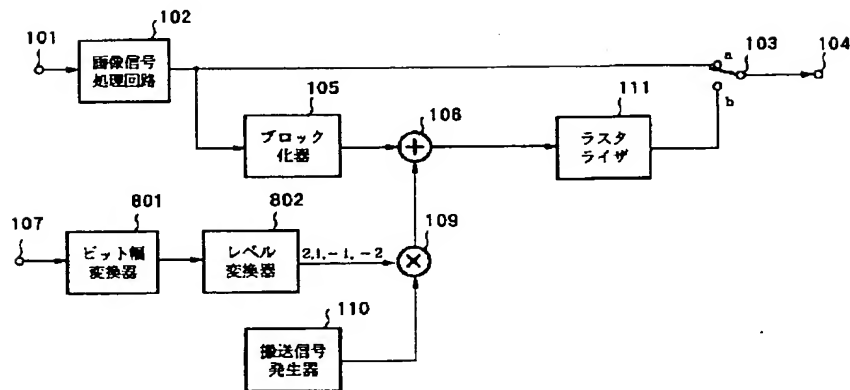 102
101
画像信号
処理回路
a
103
104
b
105
ブロック
化器
106
111
ラスタ
ライザ
107
801
ビット幅
変換器
802
レベル
変換器
2,1,-1,-2
109
110
搬送信号
発生器